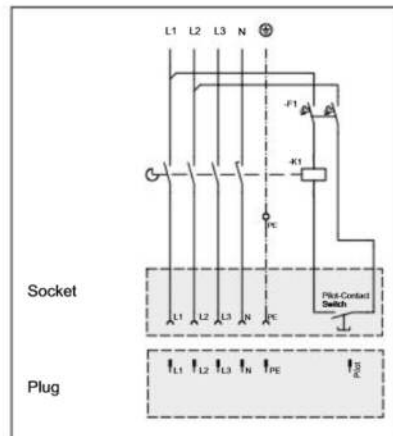 L1 L2 L3 N
-F1
-K1
PE
Socket
Pilot-Contact
Switch
L1 L2 L3 N PE
Plug
L1 L2 L3 N PE Pilot